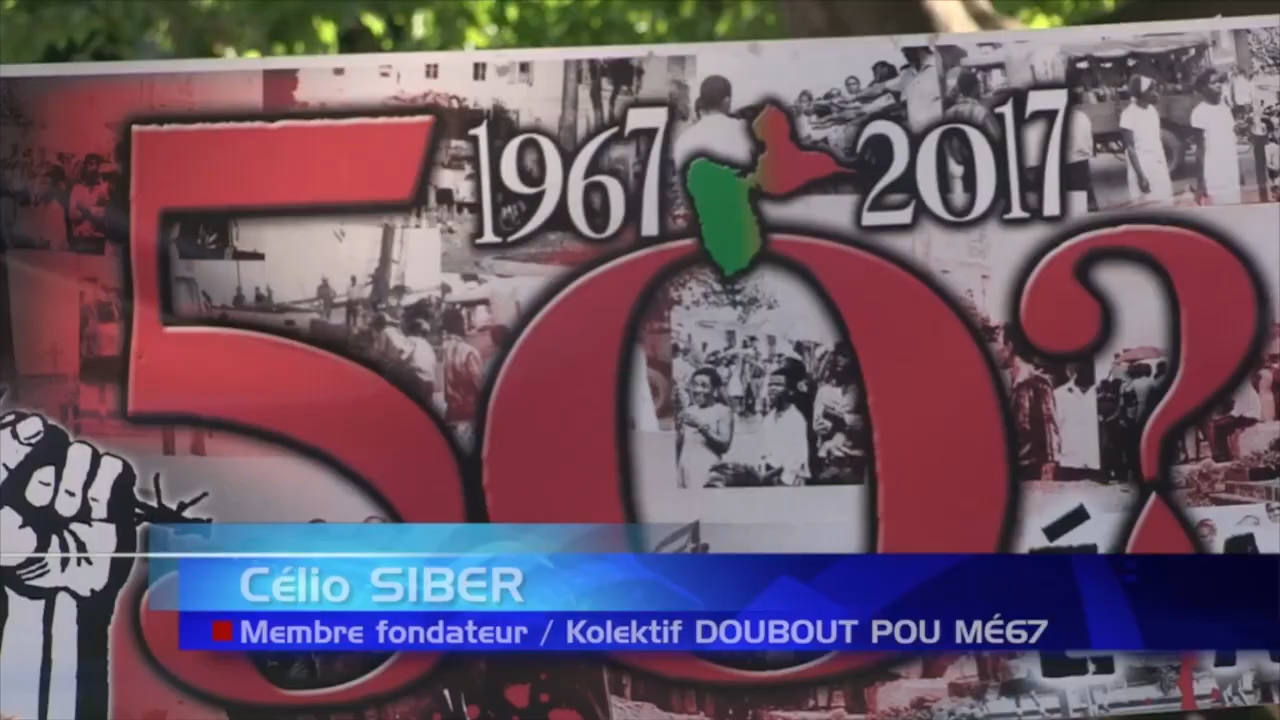 1967 2017
50?
Célio SIBER
Membre fondateur / Kolektif DOUBOUT POU MÉ67